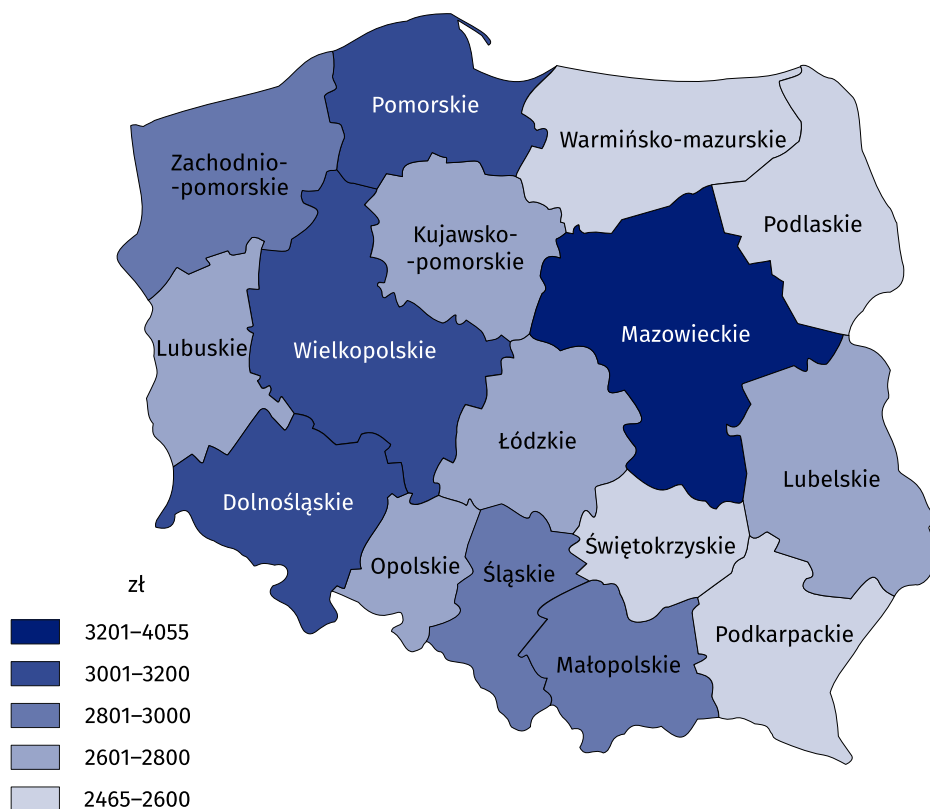 Pomorskie
Warmińsko-mazurskie
Zachodnio-
-pomorskie
Podlaskie
Kujawsko-
-pomorskie
Mazowieckie
Lubuskie
Wielkopolskie
Łódzkie
Lubelskie
Dolnośląskie
Świętokrzyskie
Opolskie
Śląskie
Podkarpackie
Małopolskie
zł
3201–4055
3001–3200
2801–3000
2601–2800
2465–2600